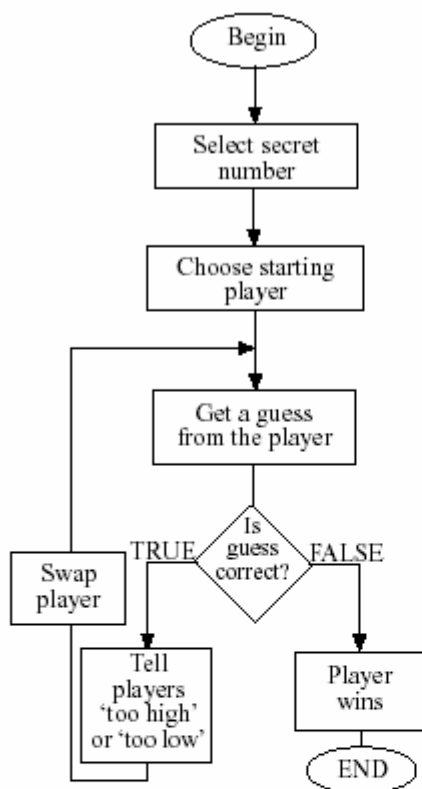 Begin
Select secret
number
Choose starting
player
Get a guess
from the player
Is
guess
correct?
TRUE
FALSE
Swap
player
Tell
players
‘too high’
or ‘too low’
Player
wins
END